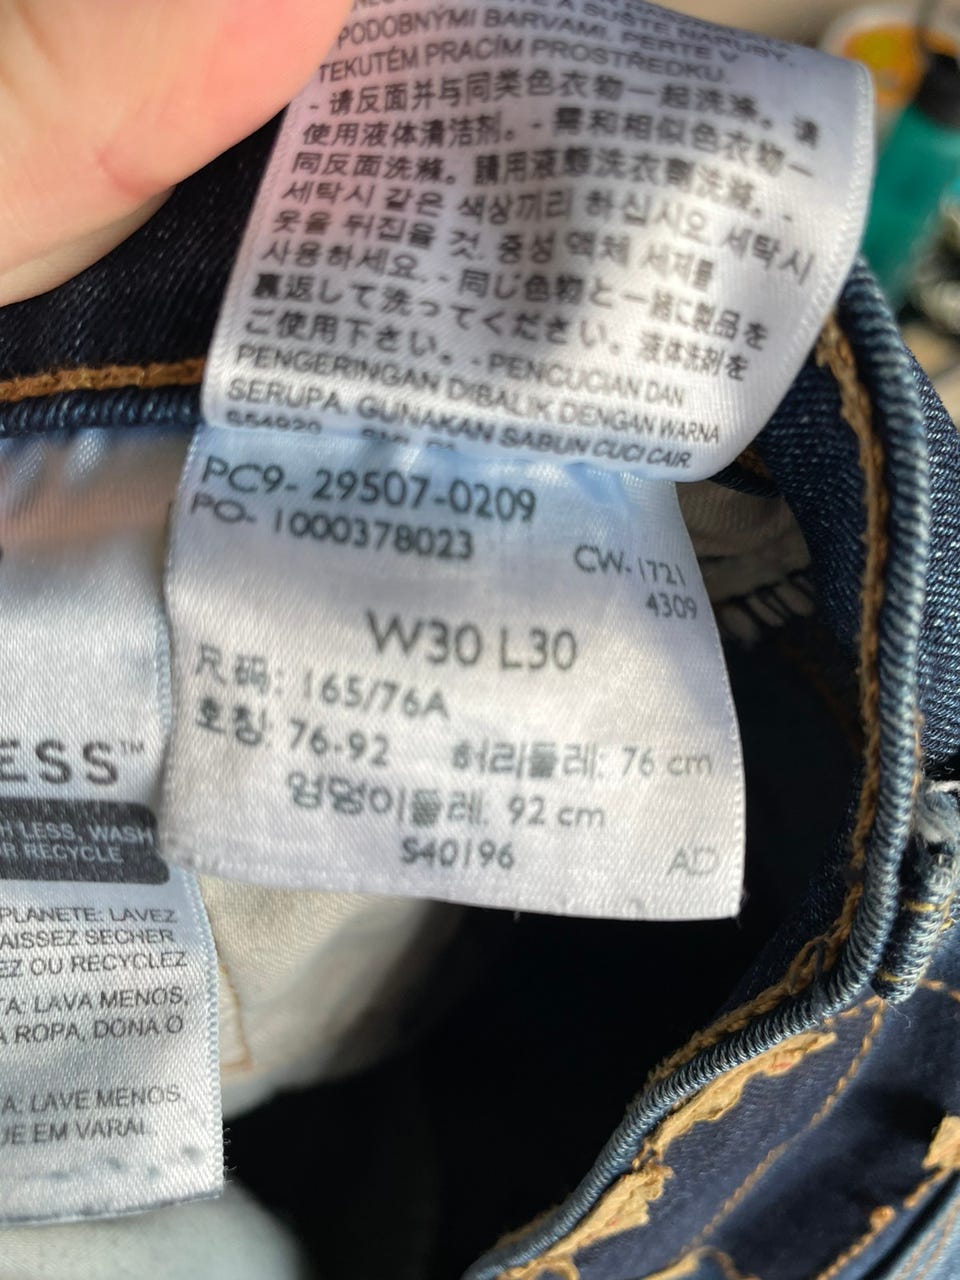 PODOBNÝMI BARVAMI. PERTE V
TEKUTÉM PRACÍM PROSTŘEDKU.
- 请反面并与同类色衣物一起洗涤。请
使用液体清洁剂。- 需和相似色衣物一
同反面洗滌。請用液態洗衣劑洗滌。-
세탁시 같은 색상끼리 하십시오. 세탁시
옷을 뒤집을 것. 중성 액체 세제를
사용하세요. - 同じ色物と一緒に製品を
裏返して洗ってください。液体洗剤を
ご使用下さい。- PENCUCIAN DAN
PENGERINGAN DIBALIK DENGAN WARNA
SERUPA. GUNAKAN SABUN CUCI CAIR.
PC9- 29507-0209
PO- 1000378023
CW-1721
4309
W30 L30
尺码: 165/76A
호칭: 76-92 허리둘레: 76 cm
엉덩이둘레: 92 cm
S40196 AD
ESS™
H LESS, WASH
R RECYCLE
PLANETE: LAVEZ
AISSEZ SECHER
EZ OU RECYCLEZ
TA: LAVA MENOS,
A ROPA, DONA O
A: LAVE MENOS,
UE EM VARAL